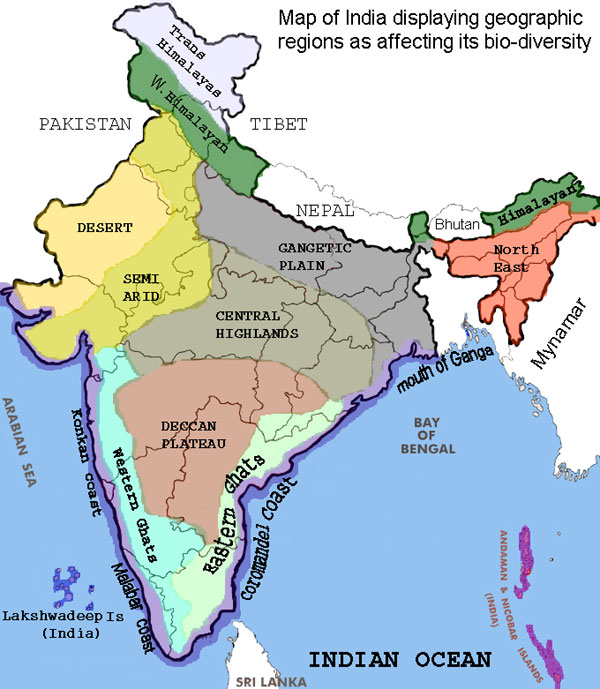 Map of India displaying geographic
regions as affecting its bio-diversity
Trans
Himalayas
W.Himalayan
PAKISTAN
TIBET
NEPAL
Bhutan
Himalayan
DESERT
GANGETIC
PLAIN
North
East
SEMI
ARID
CENTRAL
HIGHLANDS
Mynamar
mouth of Ganga
ARABIAN SEA
Konkan coast
DECCAN
PLATEAU
BAY
OF
BENGAL
Western Ghats
Eastern Ghats
Coromandel coast
Malabar coast
Lakshwadeep Is
(India)
ANDAMAN & NICOBAR ISLANDS
(INDIA)
INDIAN OCEAN
SRI LANKA